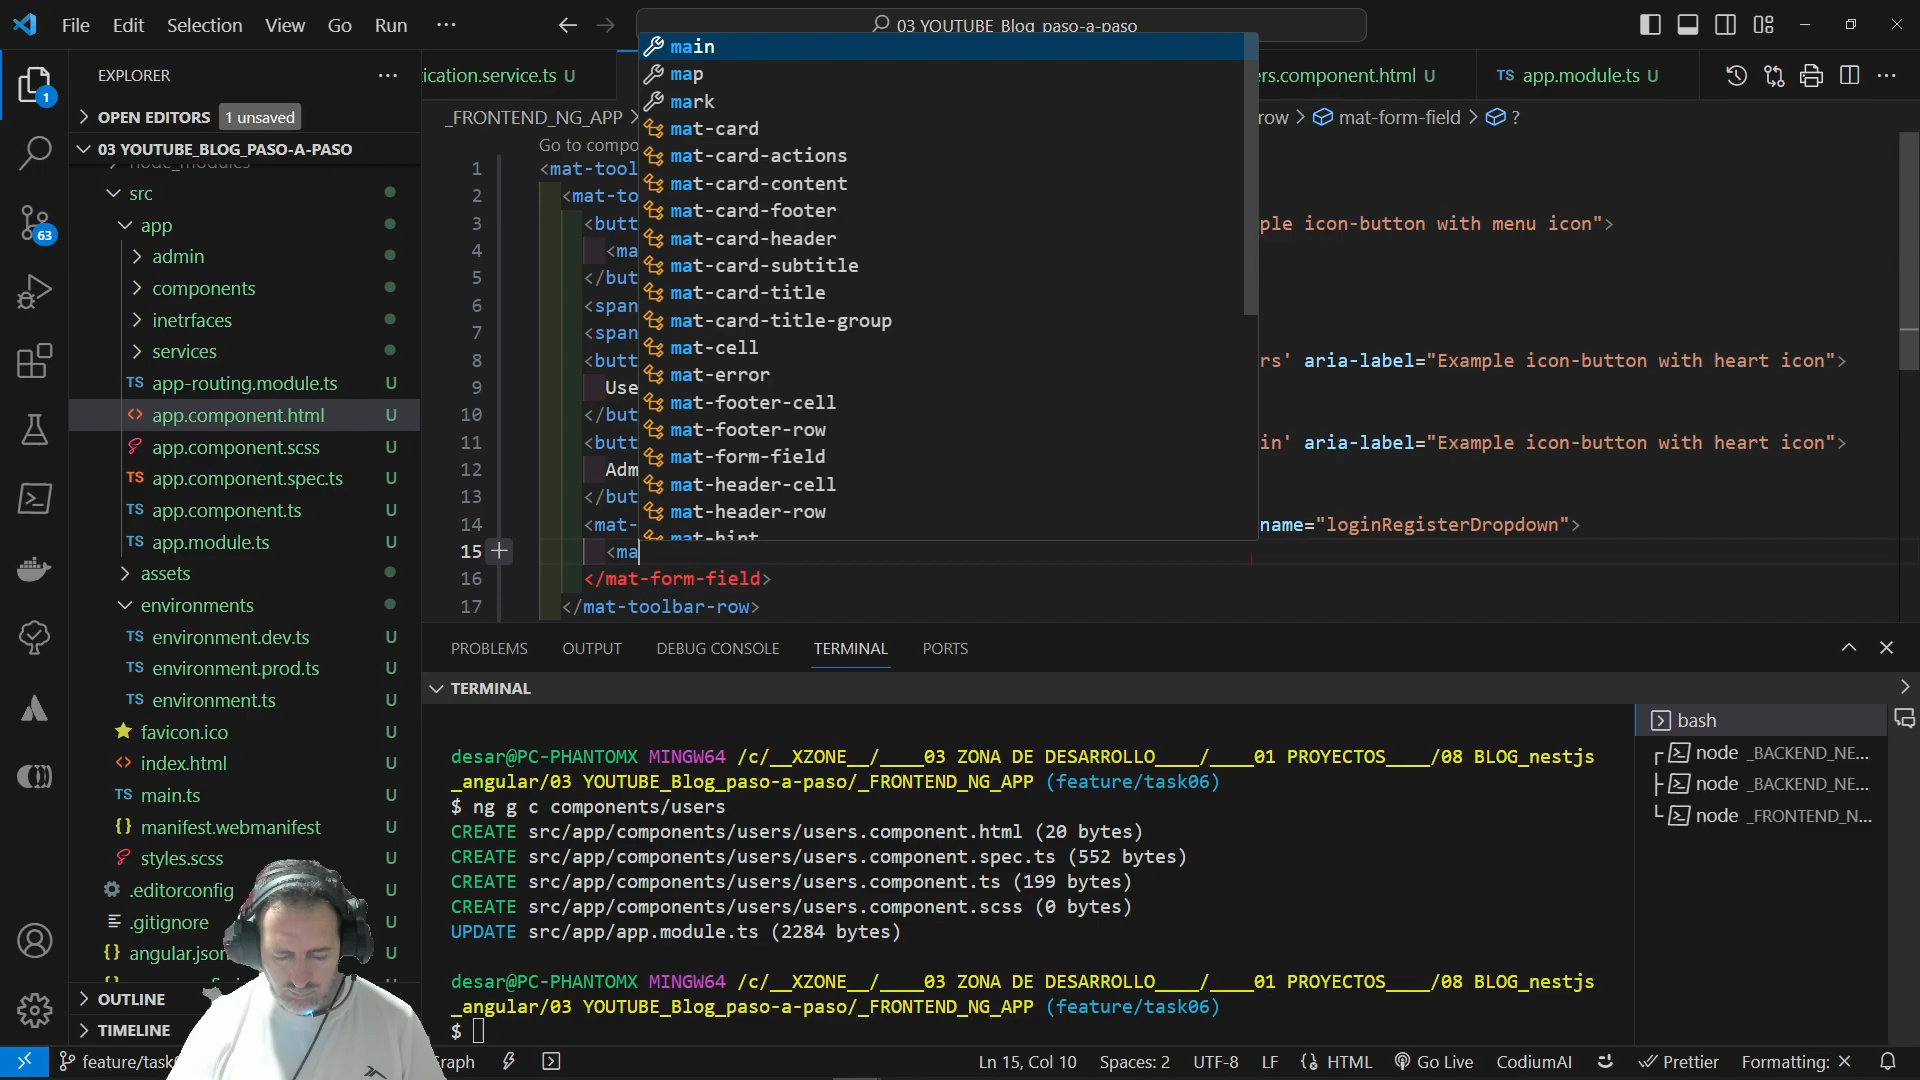 File Edit Selection View Go Run ···
03 YOUTUBE_Blog_paso-a-paso
EXPLORER
OPEN EDITORS 1 unsaved
03 YOUTUBE_BLOG_PASO-A-PASO
node_modules
src
app
admin
components
inetrfaces
services
TS app-routing.module.ts U
app.component.html U
app.component.scss U
TS app.component.spec.ts U
TS app.component.ts U
TS app.module.ts U
assets
environments
TS environment.dev.ts U
TS environment.prod.ts U
TS environment.ts U
favicon.ico U
index.html U
TS main.ts U
{} manifest.webmanifest U
styles.scss U
.editorconfig U
.gitignore U
{} angular.json U
OUTLINE
TIMELINE
1
63
ication.service.ts U
ers.component.html U
TS app.module.ts U
_FRONTEND_NG_APP >
row > mat-form-field > ?
Go to compo
1 <mat-tool
2 <mat-to
3 <butt
ple icon-button with menu icon">
4 <ma
5 </but
6 <span
7 <span
8 <butt
rs' aria-label="Example icon-button with heart icon">
9 Use
10 </but
11 <butt
in' aria-label="Example icon-button with heart icon">
12 Adm
13 </but
14 <mat-
name="loginRegisterDropdown">
15 <ma
16 </mat-form-field>
17 </mat-toolbar-row>
main
map
mark
mat-card
mat-card-actions
mat-card-content
mat-card-footer
mat-card-header
mat-card-subtitle
mat-card-title
mat-card-title-group
mat-cell
mat-error
mat-footer-cell
mat-footer-row
mat-form-field
mat-header-cell
mat-header-row
mat-hint
PROBLEMS OUTPUT DEBUG CONSOLE TERMINAL PORTS
TERMINAL
desar@PC-PHANTOMX MINGW64 /c/__XZONE__/____03 ZONA DE DESARROLLO____/____01 PROYECTOS____/08 BLOG_nestjs
_angular/03 YOUTUBE_Blog_paso-a-paso/_FRONTEND_NG_APP (feature/task06)
$ ng g c components/users
CREATE src/app/components/users/users.component.html (20 bytes)
CREATE src/app/components/users/users.component.spec.ts (552 bytes)
CREATE src/app/components/users/users.component.ts (199 bytes)
CREATE src/app/components/users/users.component.scss (0 bytes)
UPDATE src/app/app.module.ts (2284 bytes)
desar@PC-PHANTOMX MINGW64 /c/__XZONE__/____03 ZONA DE DESARROLLO____/____01 PROYECTOS____/08 BLOG_nestjs
_angular/03 YOUTUBE_Blog_paso-a-paso/_FRONTEND_NG_APP (feature/task06)
$
bash
node _BACKEND_NE...
node _BACKEND_NE...
node _FRONTEND_N...
feature/task
raph
Ln 15, Col 10 Spaces: 2 UTF-8 LF {} HTML Go Live CodiumAI Prettier Formatting: ×